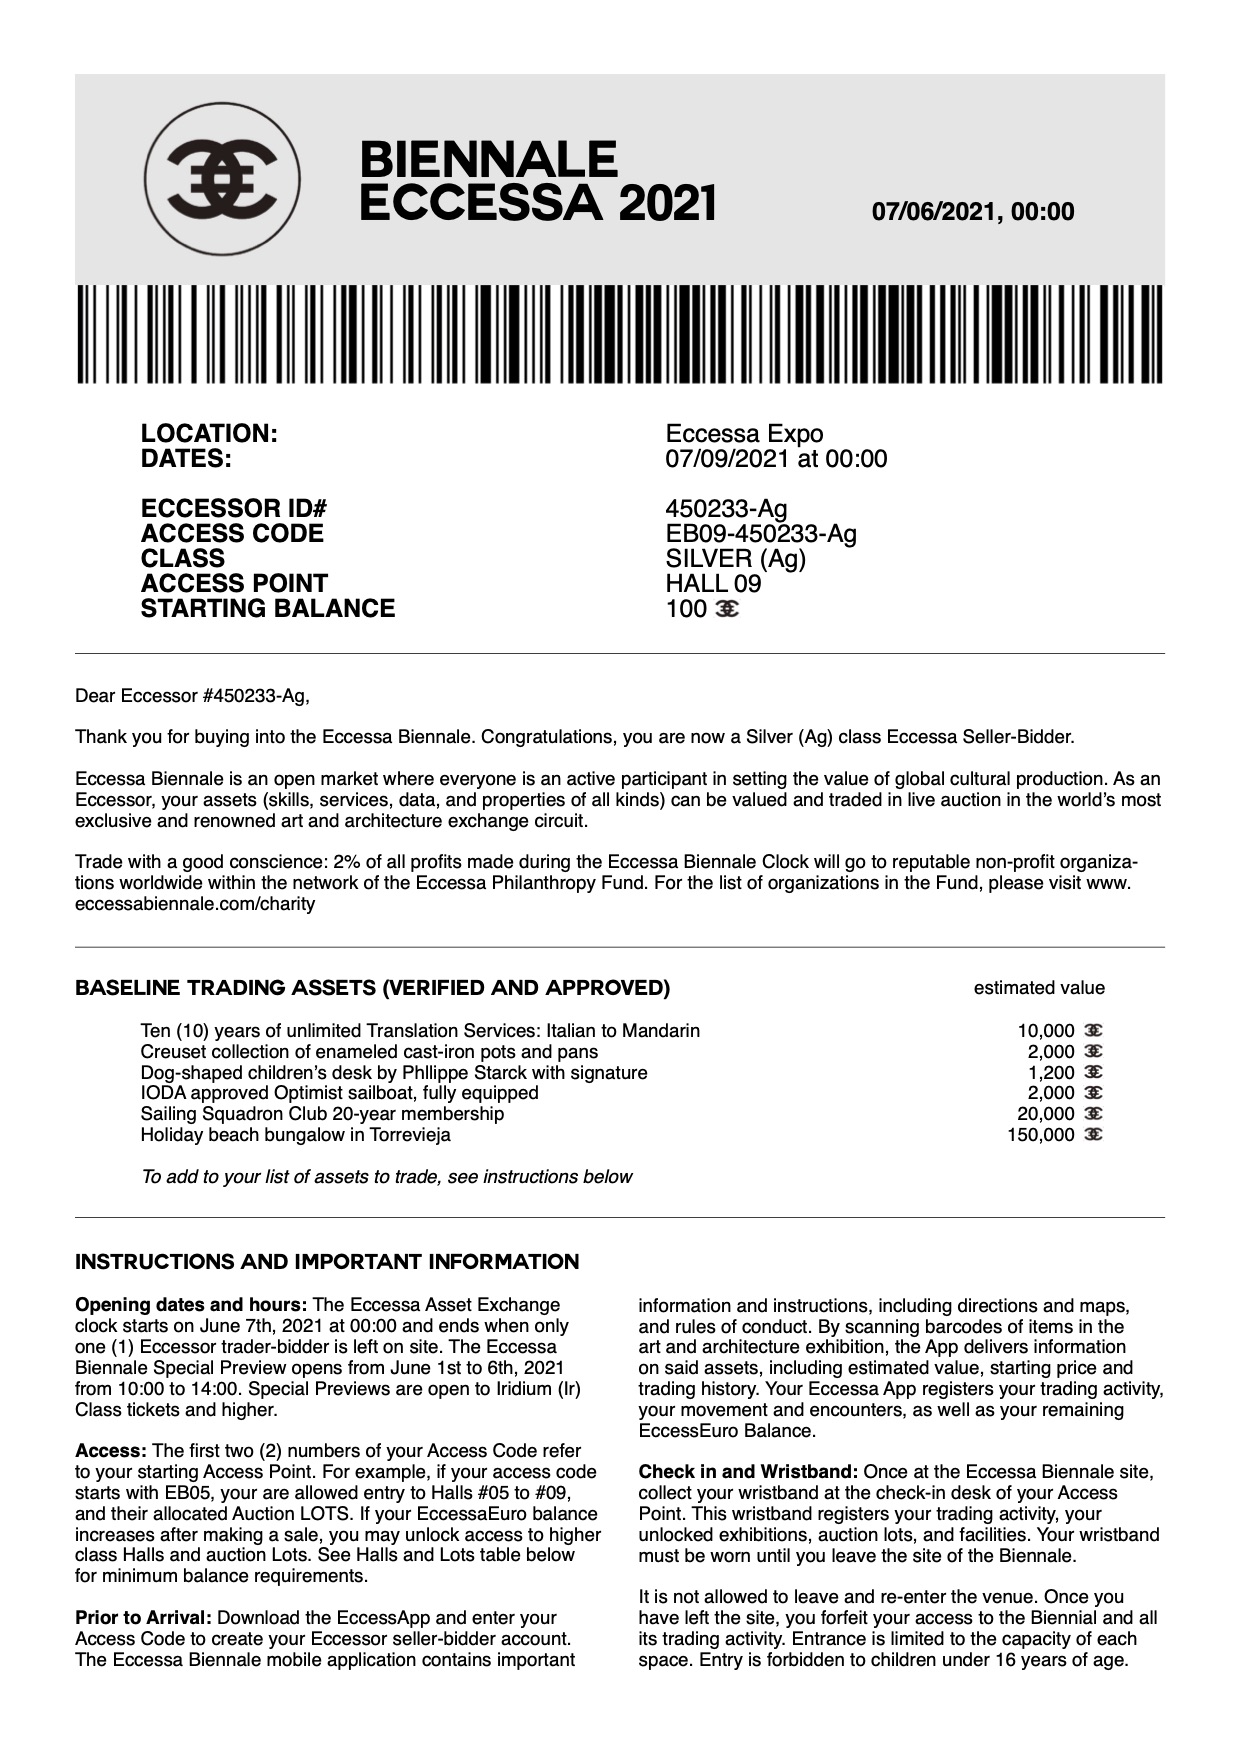 BIENNALE
ECCESSA 2021
07/06/2021, 00:00
LOCATION: Eccessa Expo
DATES: 07/09/2021 at 00:00
ECCESSOR ID# 450233-Ag
ACCESS CODE EB09-450233-Ag
CLASS SILVER (Ag)
ACCESS POINT HALL 09
STARTING BALANCE 100
Dear Eccessor #450233-Ag,
Thank you for buying into the Eccessa Biennale. Congratulations, you are now a Silver (Ag) class Eccessa Seller-Bidder.
Eccessa Biennale is an open market where everyone is an active participant in setting the value of global cultural production. As an
Eccessor, your assets (skills, services, data, and properties of all kinds) can be valued and traded in live auction in the world’s most
exclusive and renowned art and architecture exchange circuit.
Trade with a good conscience: 2% of all profits made during the Eccessa Biennale Clock will go to reputable non-profit organiza-
tions worldwide within the network of the Eccessa Philanthropy Fund. For the list of organizations in the Fund, please visit www.
eccessabiennale.com/charity
BASELINE TRADING ASSETS (VERIFIED AND APPROVED) estimated value
Ten (10) years of unlimited Translation Services: Italian to Mandarin 10,000
Creuset collection of enameled cast-iron pots and pans 2,000
Dog-shaped children’s desk by PhIlippe Starck with signature 1,200
IODA approved Optimist sailboat, fully equipped 2,000
Sailing Squadron Club 20-year membership 20,000
Holiday beach bungalow in Torrevieja 150,000
To add to your list of assets to trade, see instructions below
INSTRUCTIONS AND IMPORTANT INFORMATION
Opening dates and hours: The Eccessa Asset Exchange
clock starts on June 7th, 2021 at 00:00 and ends when only
one (1) Eccessor trader-bidder is left on site. The Eccessa
Biennale Special Preview opens from June 1st to 6th, 2021
from 10:00 to 14:00. Special Previews are open to Iridium (Ir)
Class tickets and higher.
Access: The first two (2) numbers of your Access Code refer
to your starting Access Point. For example, if your access code
starts with EB05, your are allowed entry to Halls #05 to #09,
and their allocated Auction LOTS. If your EccessaEuro balance
increases after making a sale, you may unlock access to higher
class Halls and auction Lots. See Halls and Lots table below
for minimum balance requirements.
Prior to Arrival: Download the EccessApp and enter your
Access Code to create your Eccessor seller-bidder account.
The Eccessa Biennale mobile application contains important
information and instructions, including directions and maps,
and rules of conduct. By scanning barcodes of items in the
art and architecture exhibition, the App delivers information
on said assets, including estimated value, starting price and
trading history. Your Eccessa App registers your trading activity,
your movement and encounters, as well as your remaining
EccessEuro Balance.
Check in and Wristband: Once at the Eccessa Biennale site,
collect your wristband at the check-in desk of your Access
Point. This wristband registers your trading activity, your
unlocked exhibitions, auction lots, and facilities. Your wristband
must be worn until you leave the site of the Biennale.
It is not allowed to leave and re-enter the venue. Once you
have left the site, you forfeit your access to the Biennial and all
its trading activity. Entrance is limited to the capacity of each
space. Entry is forbidden to children under 16 years of age.